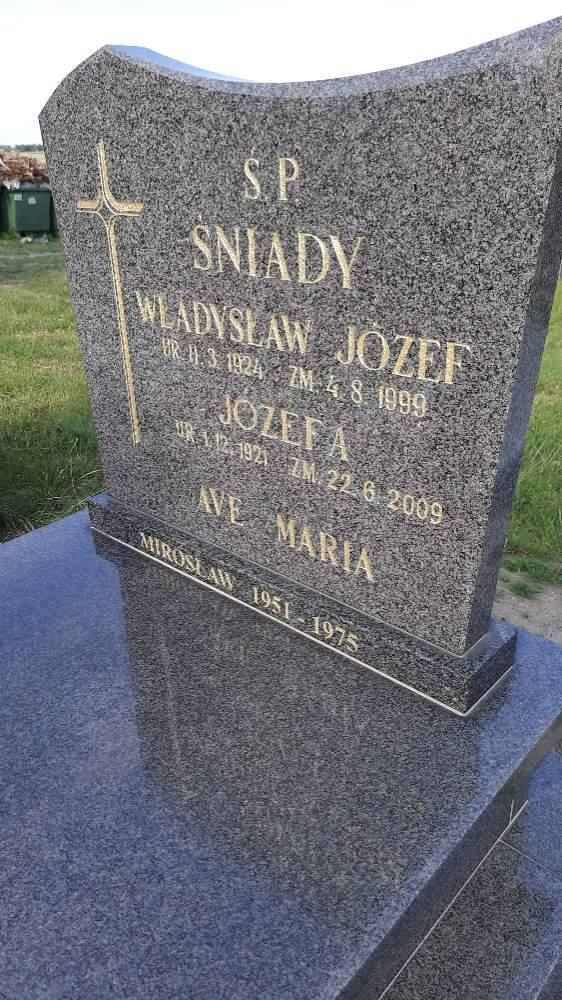 Ś.P.
ŚNIADY
WŁADYSŁAW JÓZEF
UR. 11.3.1924 ZM. 4.8.1999
JÓZEFA
UR. 1.12.1921 ZM. 22.6.2009
AVE MARIA
MIROSŁAW 1951-1975